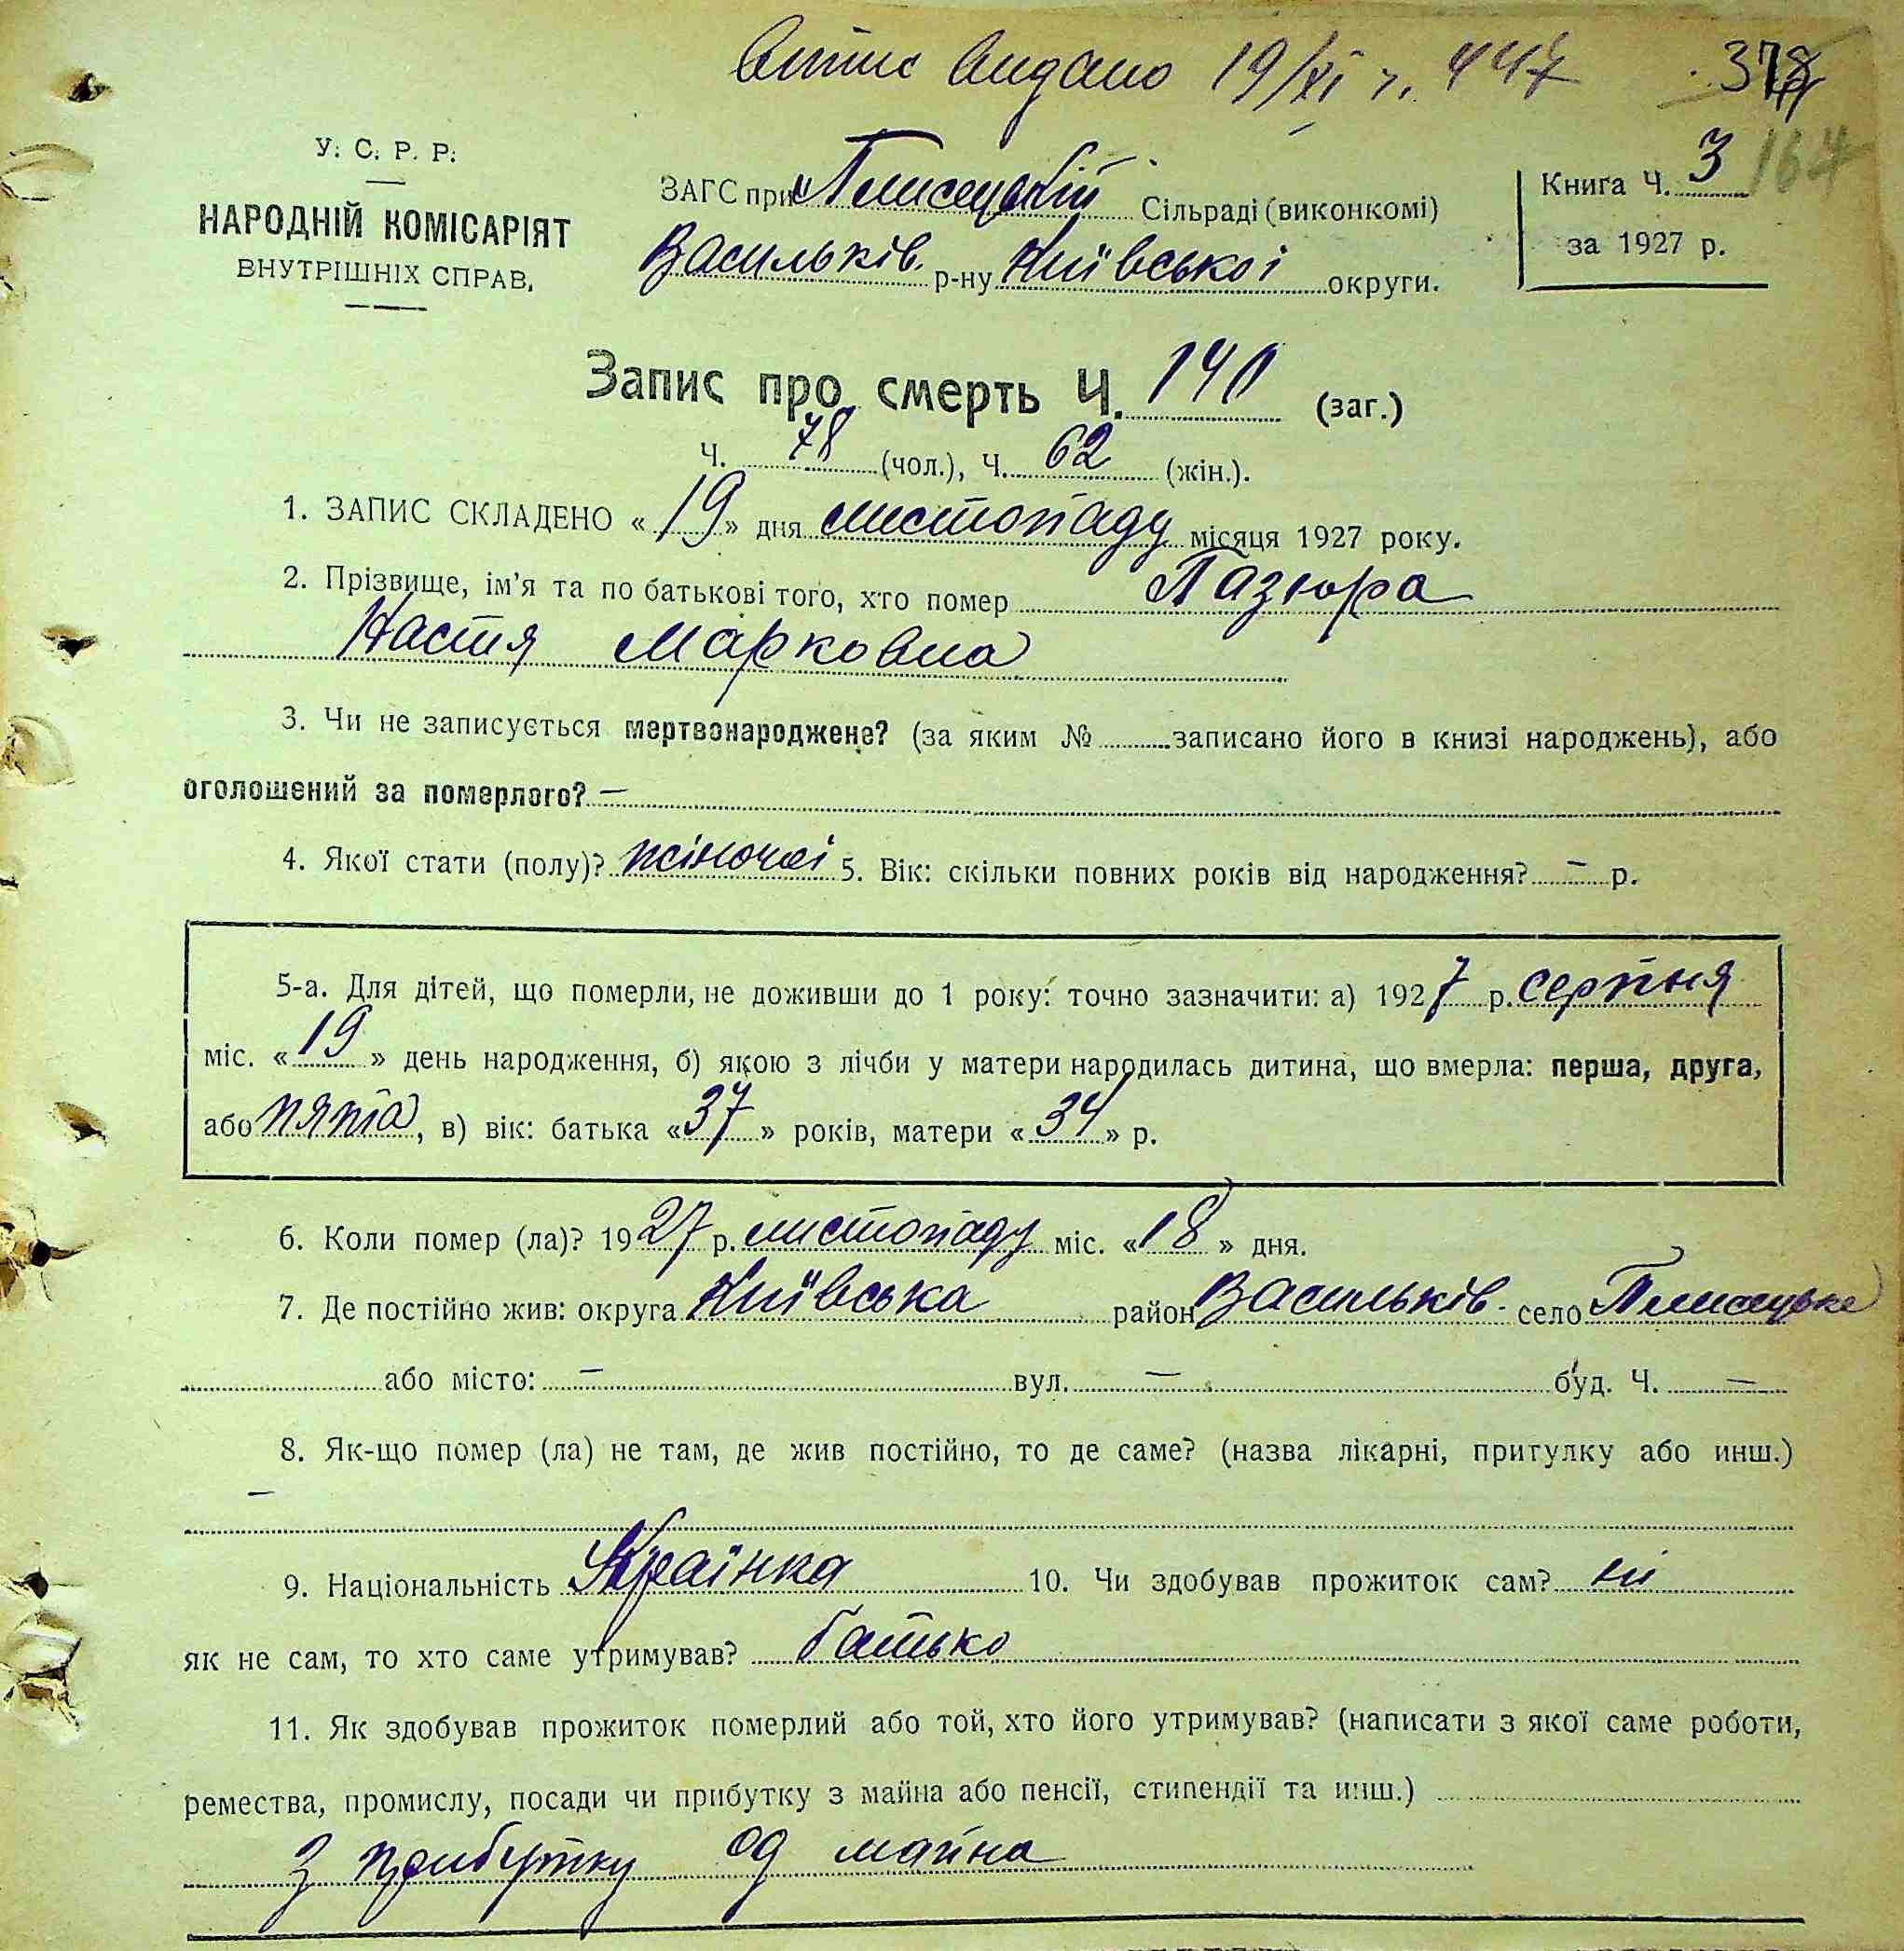 Витис видано 19/XI ч. 447 378
164
У. С. Р. Р.
НАРОДНІЙ КОМІСАРІЯТ
ВНУТРІШНІХ СПРАВ.
ЗАГС при Плисецькій Сільраді (виконкомі)
Васильків. р-ну Київської округи.
Книга Ч. 3
за 1927 р.
Запис про смерть Ч. 140 (заг.)
Ч. 78 (чол.), Ч. 62 (жін.).
1. ЗАПИС СКЛАДЕНО « 19 » дня листопаду місяця 1927 року.
2. Прізвище, ім'я та по батькові того, хто помер Пазюра
Настя Марковна
3. Чи не записується мертвонароджене? (за яким № записано його в книзі народжень), або
оголошений за померлого? —
4. Якої стати (полу)? жіночої 5. Вік: скільки повних років від народження? — р.
5-а. Для дітей, що померли, не доживши до 1 року: точно зазначити: а) 1927 р. серпня
міс. « 19 » день народження, б) якою з лічби у матери народилась дитина, що вмерла: перша, друга,
або пята, в) вік: батька « 37 » років, матери « 34 » р.
6. Коли помер (ла)? 1927 р. листопаду міс. « 18 » дня.
7. Де постійно жив: округа Київська район Васильків. село Плисецьке
або місто: — вул. — буд. Ч. —
8. Як-що помер (ла) не там, де жив постійно, то де саме? (назва лікарні, притулку або инш.)
—
9. Національність Українка 10. Чи здобував прожиток сам? ні
як не сам, то хто саме утримував? батько
11. Як здобував прожиток померлий або той, хто його утримував? (написати з якої саме роботи,
ремества, промислу, посади чи прибутку з майна або пенсії, стипендії та инш.)
З прибутку од майна